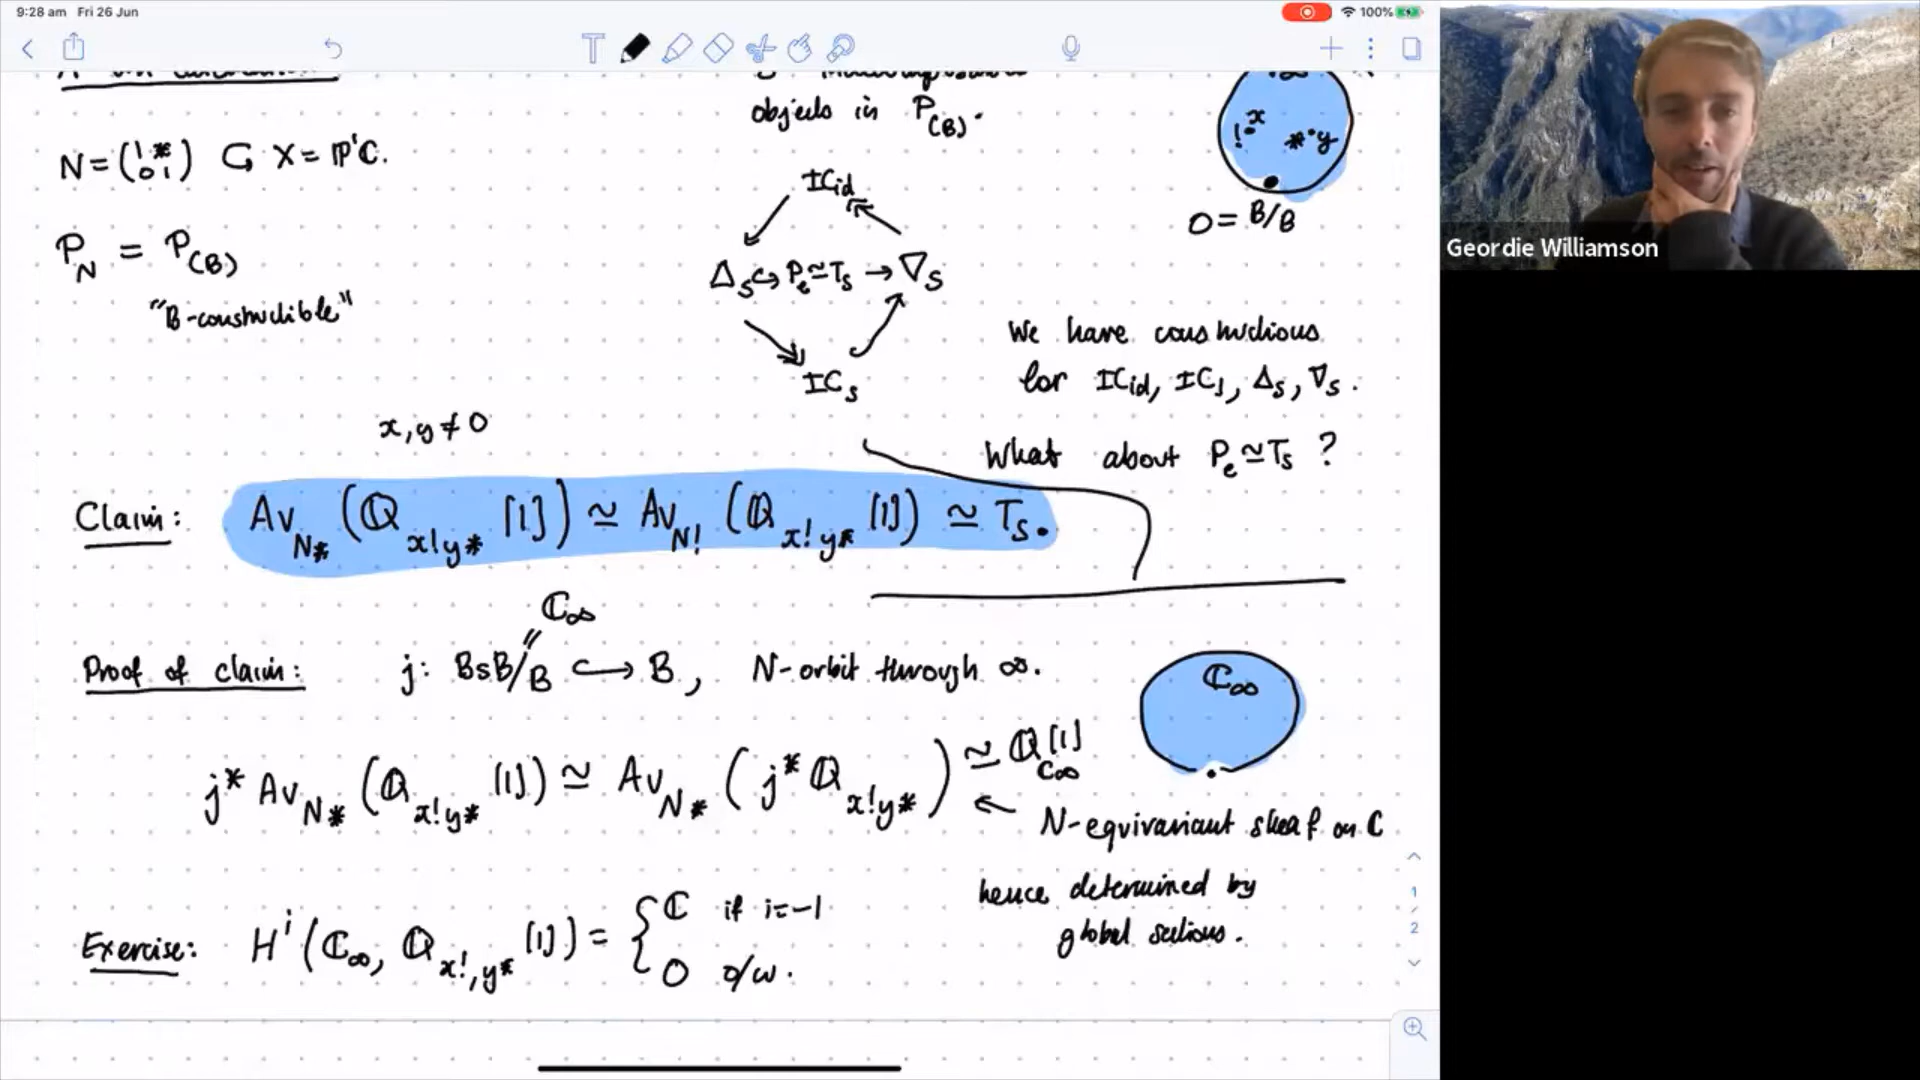 9:28 am Fri 26 Jun
100%
objects in P_(B).
N = (1 * 0 1) ↻ X = P¹C.
P_N = P_(B)
"B-constructible"
IC_id
Δ_s ↪ P_e ≃ T_s → ∇_s
IC_s
! x
* y
0 = B/B
We have constructions
for IC_id, IC_s, Δ_s, ∇_s.
What about P_e ≃ T_s ?
x, y ≠ 0
Claim: Av_N* (Q_x!y* [1]) ≃ Av_N! (Q_x!y* [1]) ≃ T_s.
C_∞
Proof of claim: j: BsB/B ↪ B, N-orbit through ∞.
C_∞
j* Av_N* (Q_x!y* [1]) ≃ Av_N* (j* Q_x!y*) ≃ Q_C∞ [1]
← N-equivariant sheaf on C
hence determined by
global sections.
Exercise: Hⁱ(C_∞, Q_x!,y* [1]) = { C if i=-1
0 o/w.
1
/
2
Geordie Williamson